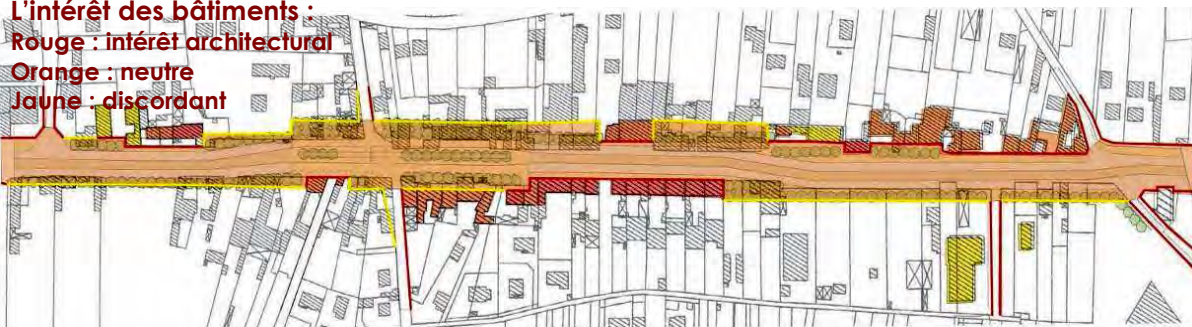 L'intérêt des bâtiments :
Rouge : intérêt architectural
Orange : neutre
Jaune : discordant